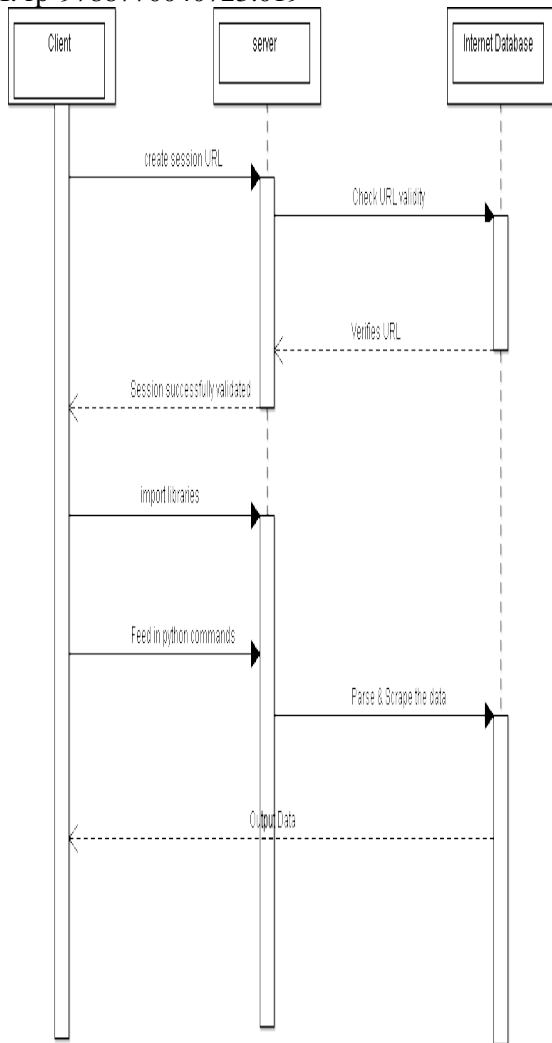 Client
server
Internet Database
create session URL
Check URL validity
Verifies URL
Session successfully validated
import libraries
Feed in python commands
Parse & Scrape the data
Output Data